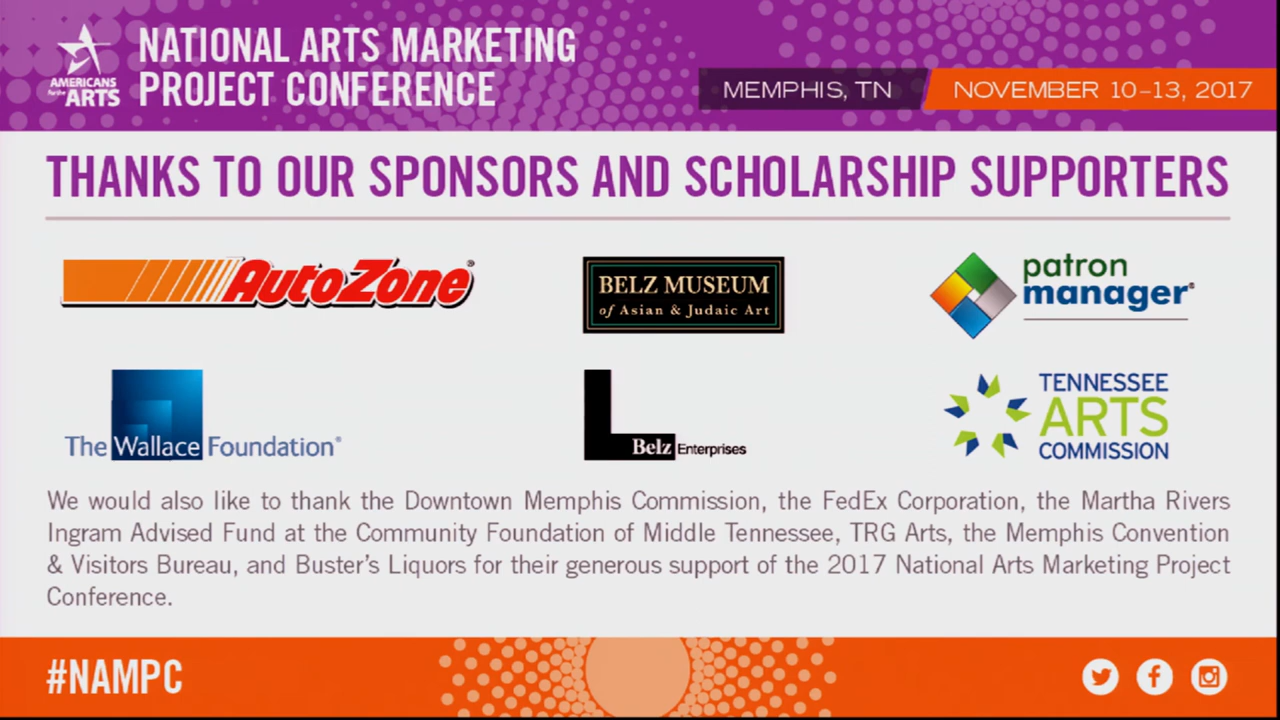 AMERICANS
for the ARTS
NATIONAL ARTS MARKETING
PROJECT CONFERENCE
MEMPHIS, TN
NOVEMBER 10-13, 2017
THANKS TO OUR SPONSORS AND SCHOLARSHIP SUPPORTERS
AutoZone®
BELZ MUSEUM
of Asian & Judaic Art
patron
manager®
The Wallace Foundation®
Belz Enterprises
TENNESSEE
ARTS
COMMISSION
We would also like to thank the Downtown Memphis Commission, the FedEx Corporation, the Martha Rivers
Ingram Advised Fund at the Community Foundation of Middle Tennessee, TRG Arts, the Memphis Convention
& Visitors Bureau, and Buster's Liquors for their generous support of the 2017 National Arts Marketing Project
Conference.
#NAMPC